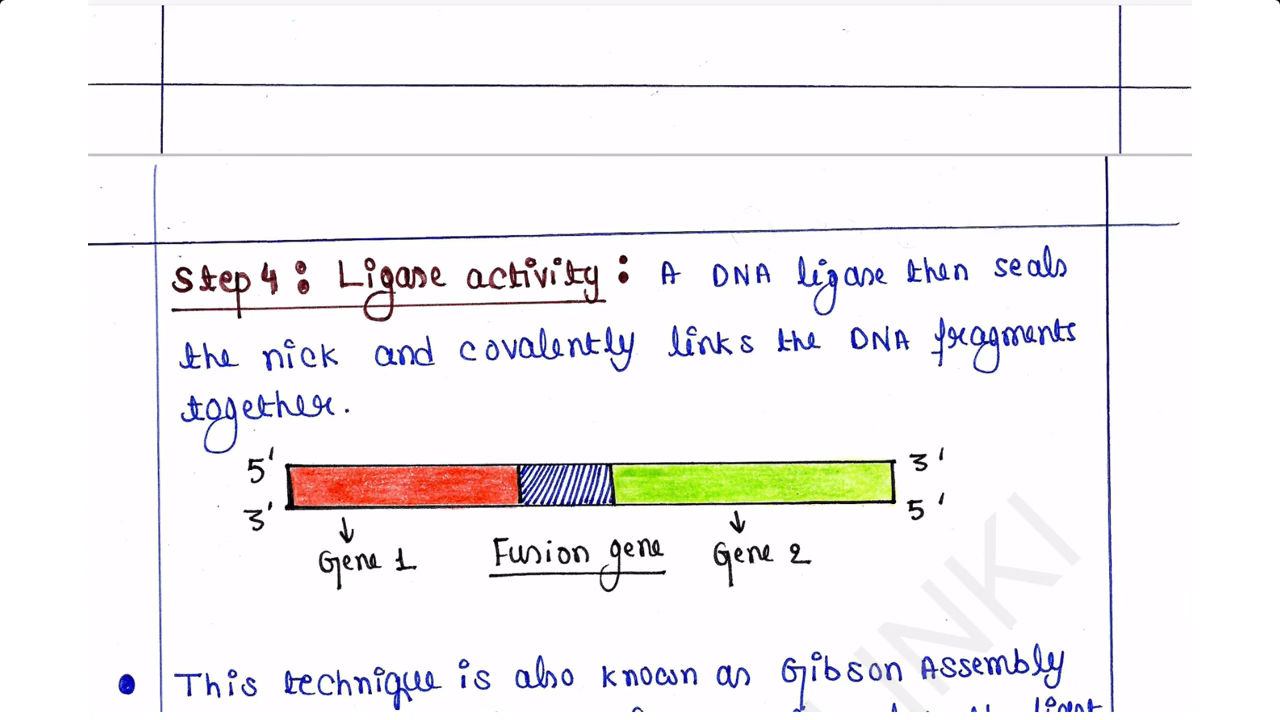 Step 4 : Ligase activity : A DNA ligase then seals
the nick and covalently links the DNA fragments
together.
5' 3'
3' 5'
Gene 1 Fusion gene Gene 2
This technique is also known as Gibson Assembly